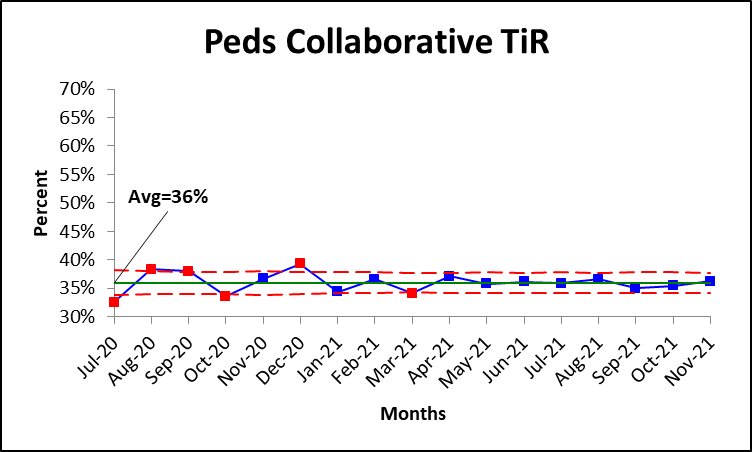 Peds Collaborative TiR
70%
65%
60%
55%
50%
45%
40%
35%
30%
Percent
Avg=36%
Jul-20
Aug-20
Sep-20
Oct-20
Nov-20
Dec-20
Jan-21
Feb-21
Mar-21
Apr-21
May-21
Jun-21
Jul-21
Aug-21
Sep-21
Oct-21
Nov-21
Months